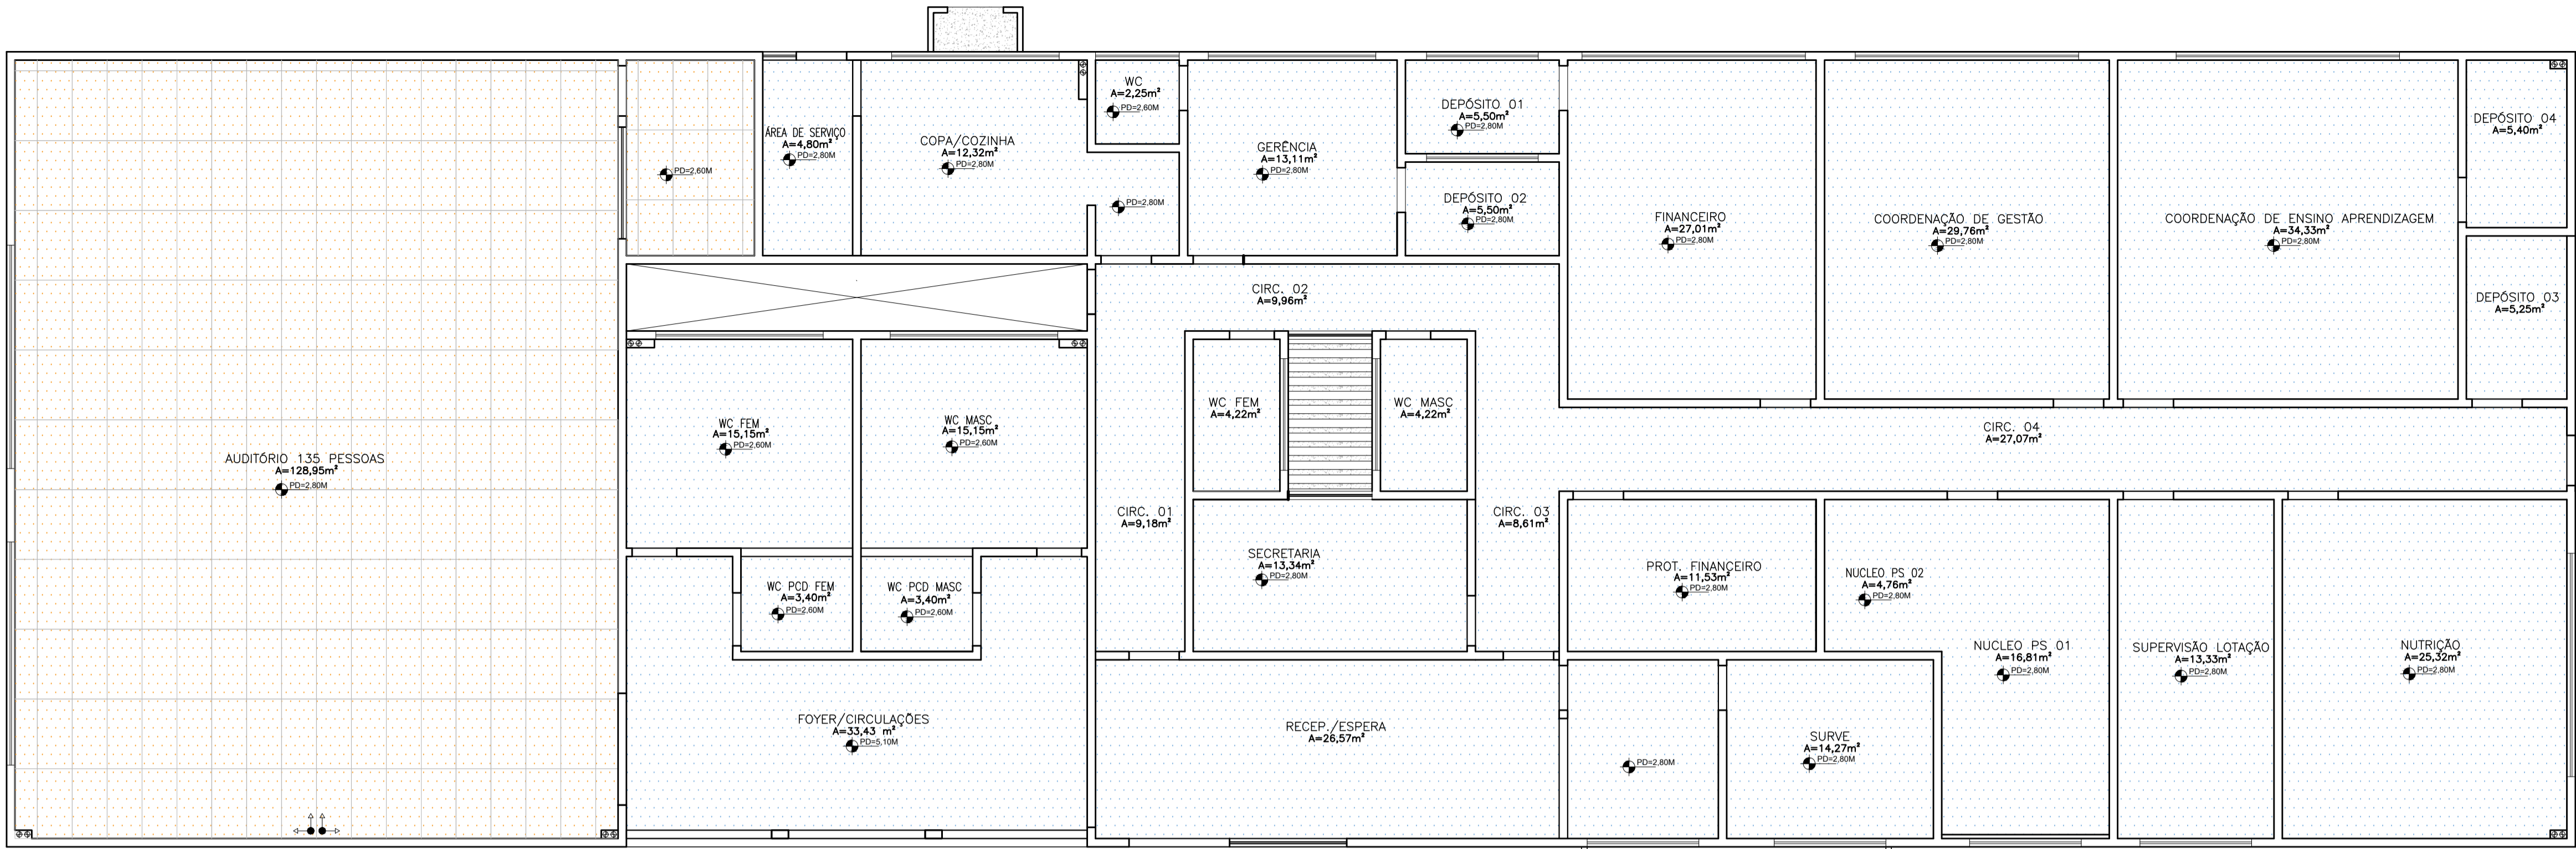 WC
A=2,25m²
PD=2,60M
DEPÓSITO 01
A=5,50m²
PD=2,80M
DEPÓSITO 04
A=5,40m²
ÁREA DE SERVIÇO
A=4,80m²
PD=2,80M
COPA/COZINHA
A=12,32m²
PD=2,80M
GERÊNCIA
A=13,11m²
PD=2,80M
PD=2,60M
PD=2,80M
DEPÓSITO 02
A=5,50m²
PD=2,80M
FINANCEIRO
A=27,01m²
PD=2,80M
COORDENAÇÃO DE GESTÃO
A=29,76m²
PD=2,80M
COORDENAÇÃO DE ENSINO APRENDIZAGEM
A=34,33m²
PD=2,80M
CIRC. 02
A=9,96m²
DEPÓSITO 03
A=5,25m²
WC FEM
A=4,22m²
WC MASC
A=4,22m²
WC FEM
A=15,15m²
PD=2,60M
WC MASC
A=15,15m²
PD=2,60M
CIRC. 04
A=27,07m²
AUDITÓRIO 135 PESSOAS
A=128,95m²
PD=2,80M
CIRC. 01
A=9,18m²
CIRC. 03
A=8,61m²
SECRETARIA
A=13,34m²
PD=2,80M
PROT. FINANCEIRO
A=11,53m²
PD=2,80M
NUCLEO PS 02
A=4,76m²
PD=2,80M
WC PCD FEM
A=3,40m²
PD=2,60M
WC PCD MASC
A=3,40m²
PD=2,60M
NUCLEO PS 01
A=16,81m²
PD=2,80M
SUPERVISÃO LOTAÇÃO
A=13,33m²
PD=2,80M
NUTRIÇÃO
A=25,32m²
PD=2,80M
FOYER/CIRCULAÇÕES
A=33,43 m²
PD=5,10M
RECEP./ESPERA
A=26,57m²
PD=2,80M
SURVE
A=14,27m²
PD=2,80M